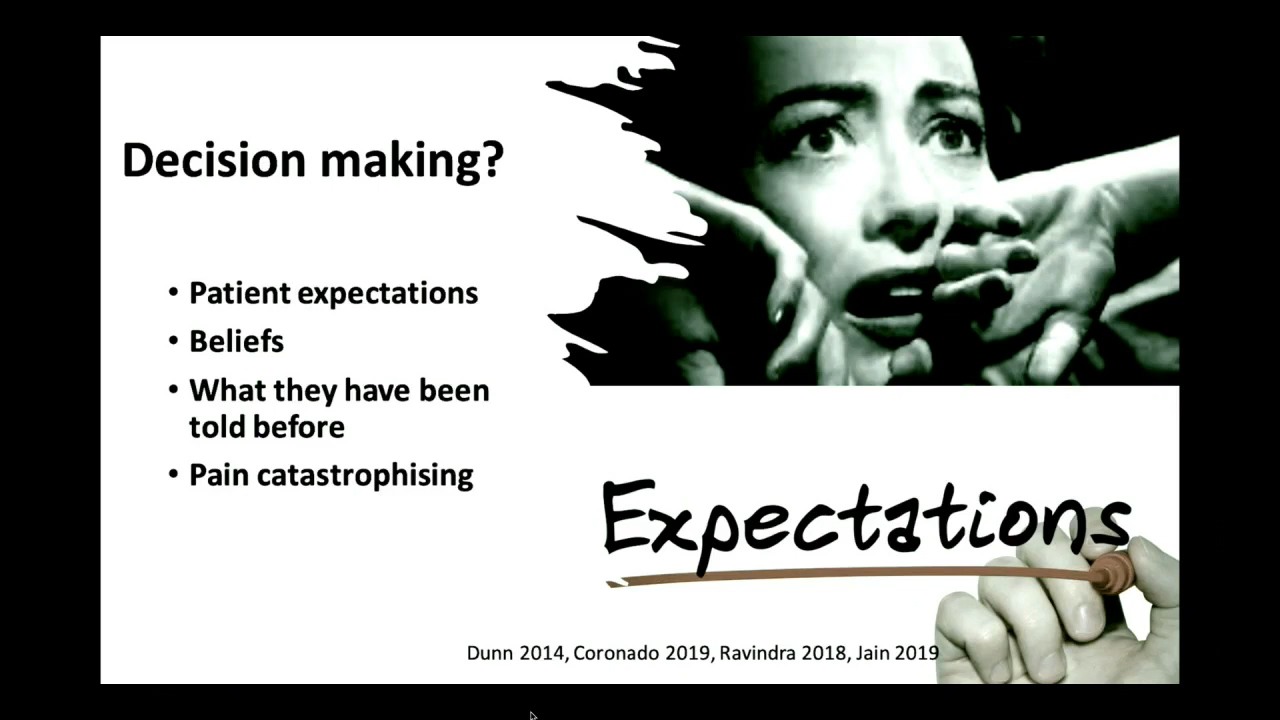 Decision making?
• Patient expectations
• Beliefs
• What they have been
told before
• Pain catastrophising
Expectations
Dunn 2014, Coronado 2019, Ravindra 2018, Jain 2019